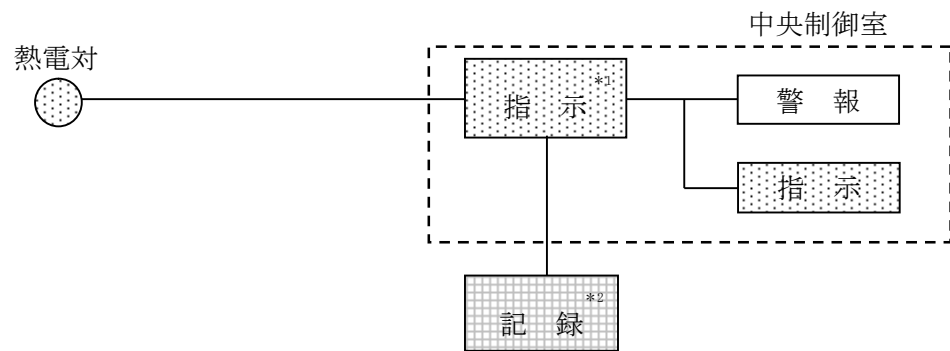 中央制御室
熱電対
指 示 *1
警 報
指 示
記 録 *2